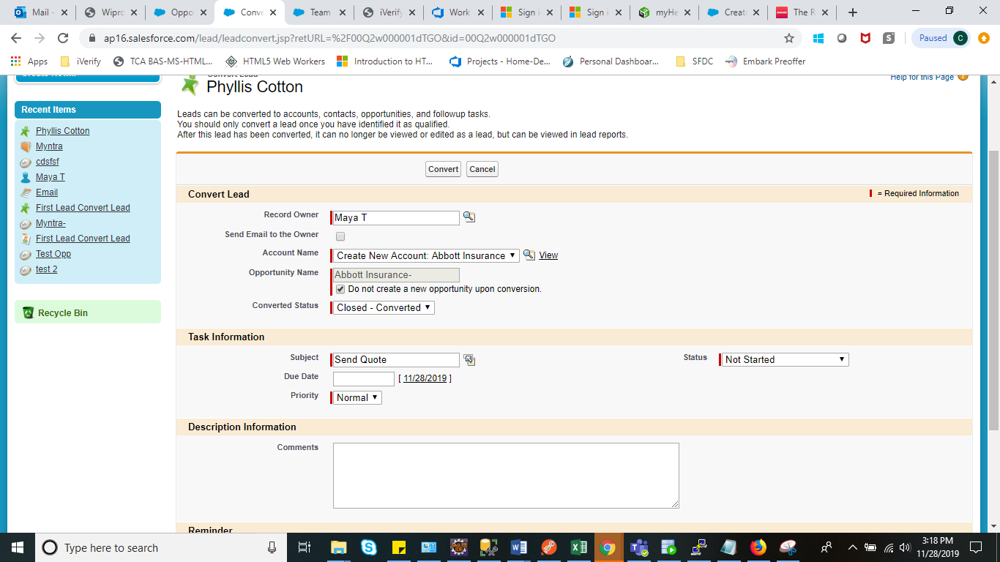 Mail -
Wipro
Oppo
Conve
Team
iVerify
Work
Sign i
Sign i
myHe
Create
The R
ap16.salesforce.com/lead/leadconvert.jsp?retURL=%2F00Q2w000001dTGO&id=00Q2w000001dTGO
Paused C
Apps
iVerify
TCA BAS-MS-HTML...
HTML5 Web Workers
Introduction to HT...
Projects - Home-De...
Personal Dashboar...
SFDC
Embark Preoffer
Convert Lead
Phyllis Cotton
Help for this Page
Recent Items
Phyllis Cotton
Myntra
cdsfsf
Maya T
Email
First Lead Convert Lead
Myntra-
First Lead Convert Lead
Test Opp
test 2
Recycle Bin
Leads can be converted to accounts, contacts, opportunities, and followup tasks.
You should only convert a lead once you have identified it as qualified.
After this lead has been converted, it can no longer be viewed or edited as a lead, but can be viewed in lead reports.
Convert Cancel
Convert Lead
= Required Information
Record Owner Maya T
Send Email to the Owner
Account Name Create New Account: Abbott Insurance View
Opportunity Name Abbott Insurance-
Do not create a new opportunity upon conversion.
Converted Status Closed - Converted
Task Information
Subject Send Quote Status Not Started
Due Date [ 11/28/2019 ]
Priority Normal
Description Information
Comments
Reminder
Type here to search
3:18 PM
11/28/2019